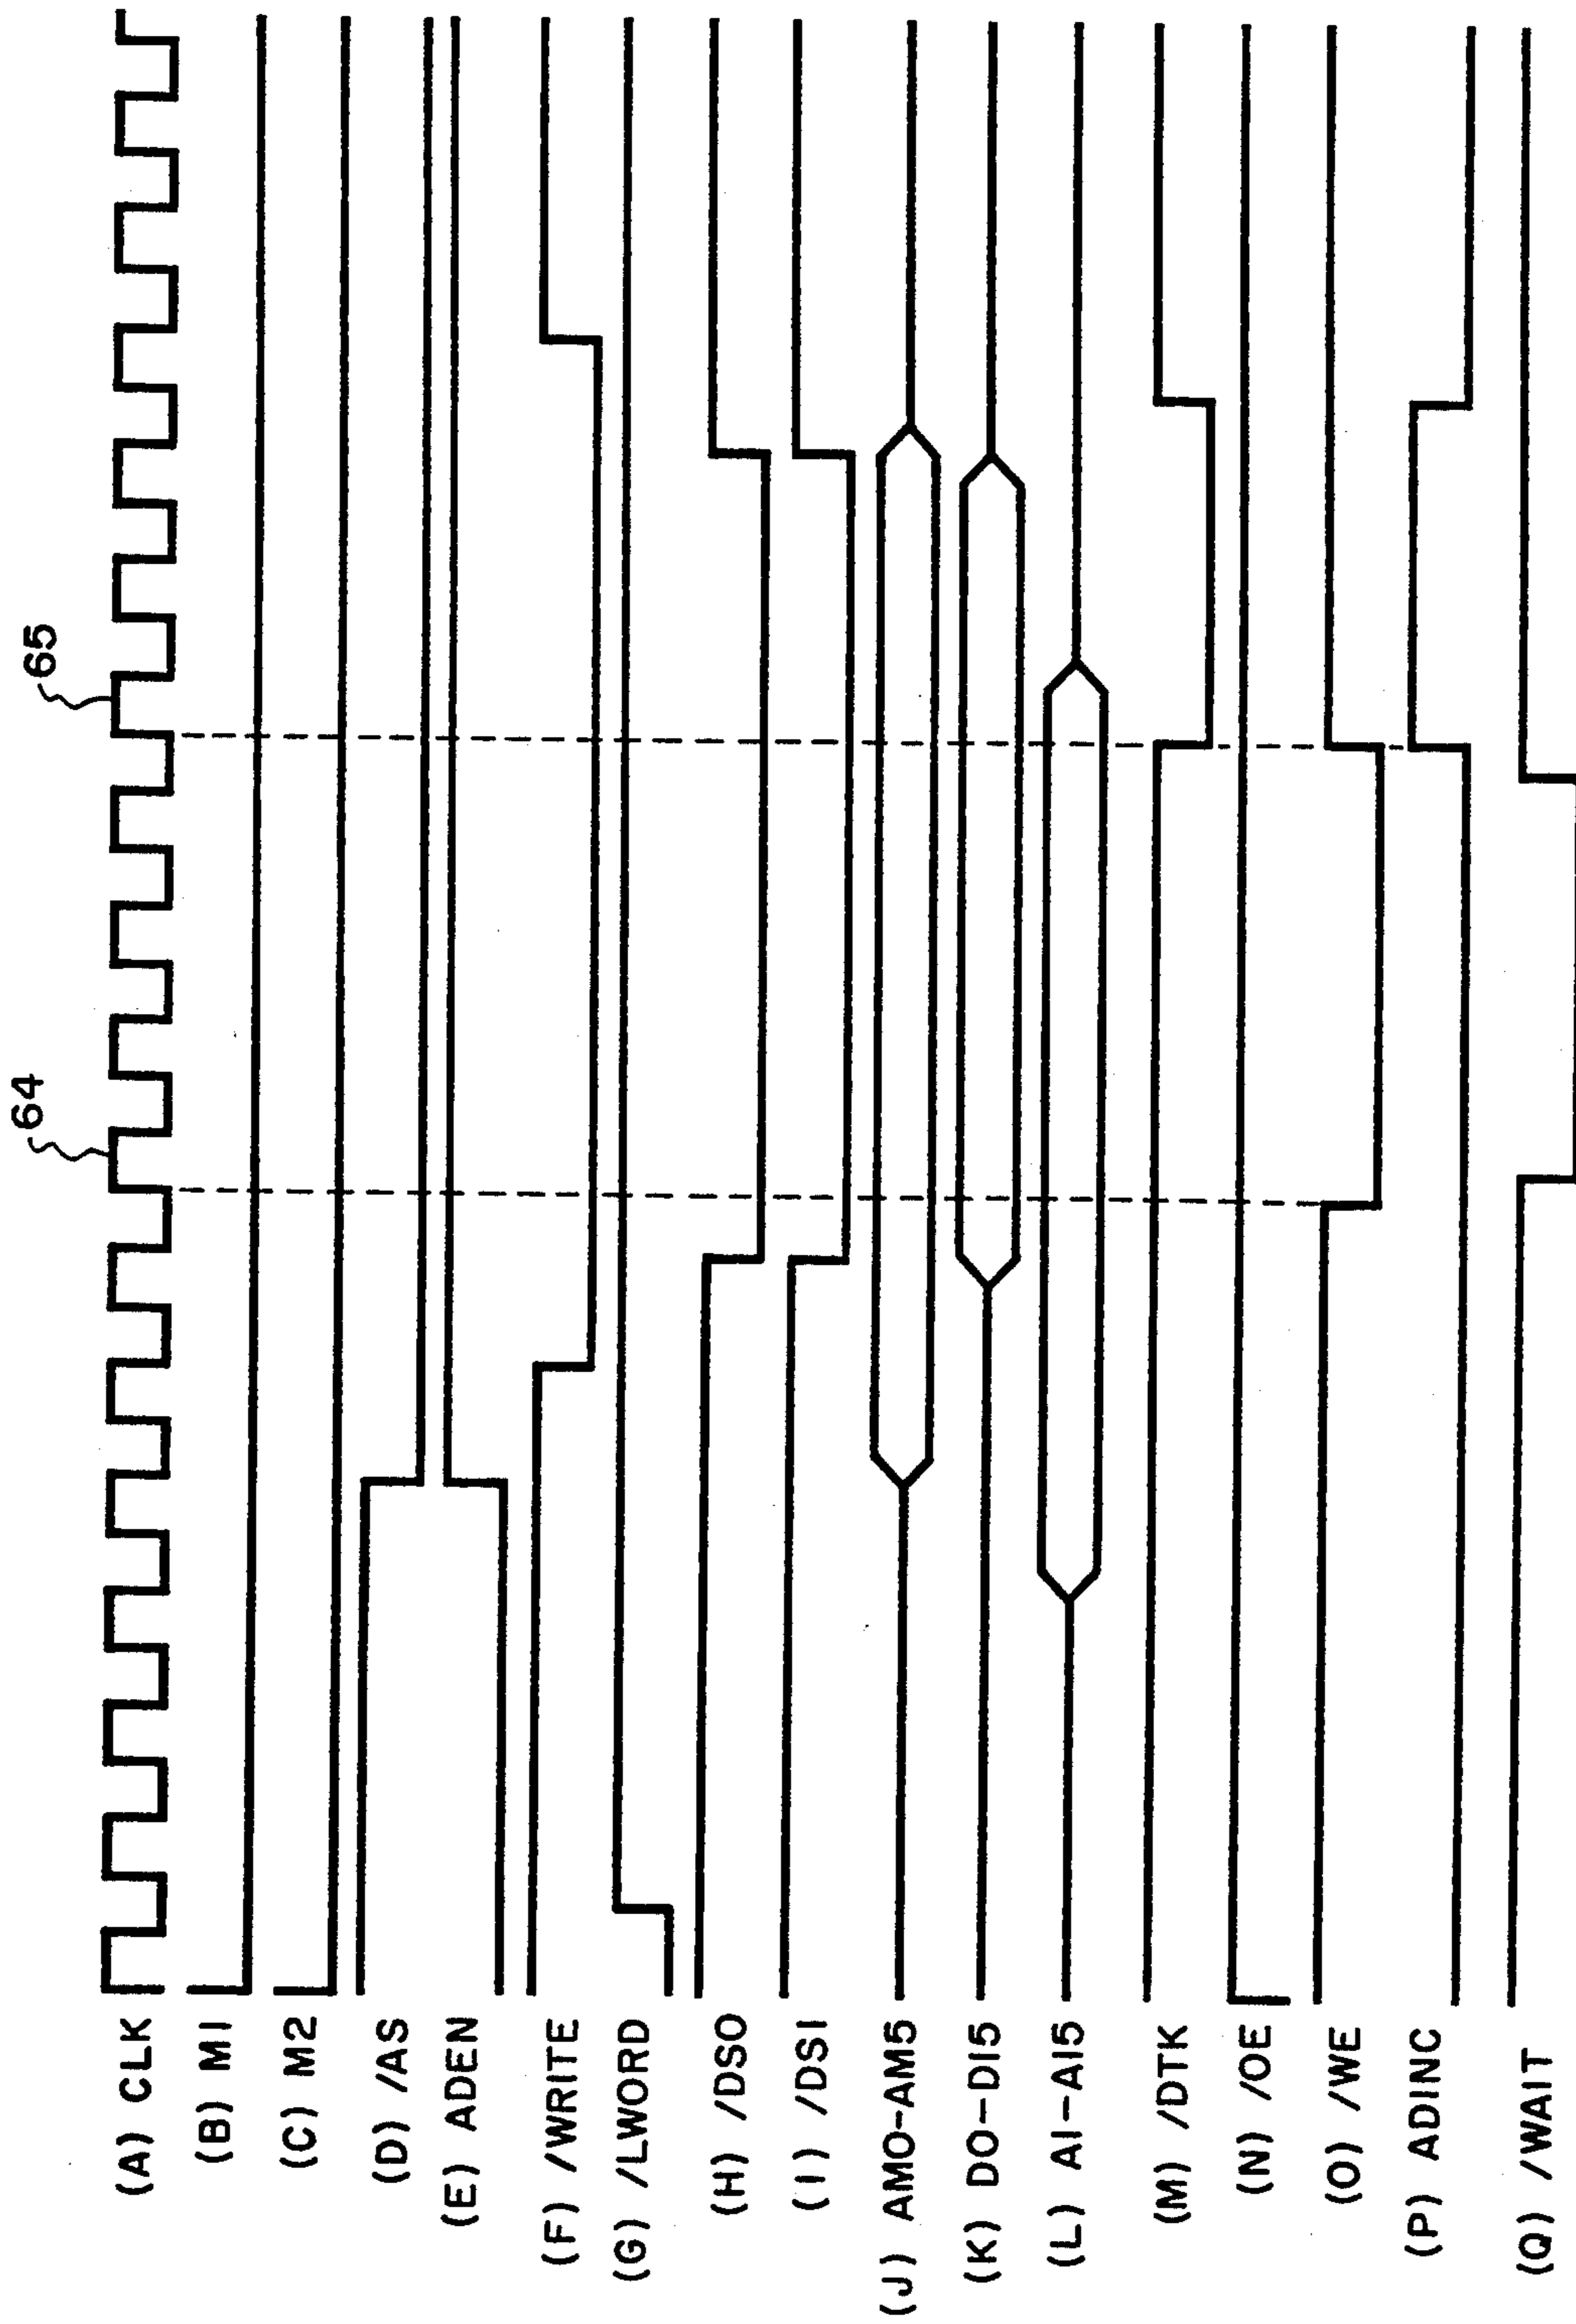 64
65
(A) CLK
(B) M1
(C) M2
(D) /AS
(E) ADEN
(F) /WRITE
(G) /LWORD
(H) /DS0
(I) /DS1
(J) AM0-AM5
(K) D0-D15
(L) A1-A15
(M) /DTK
(N) /OE
(O) /WE
(P) ADINC
(Q) /WAIT